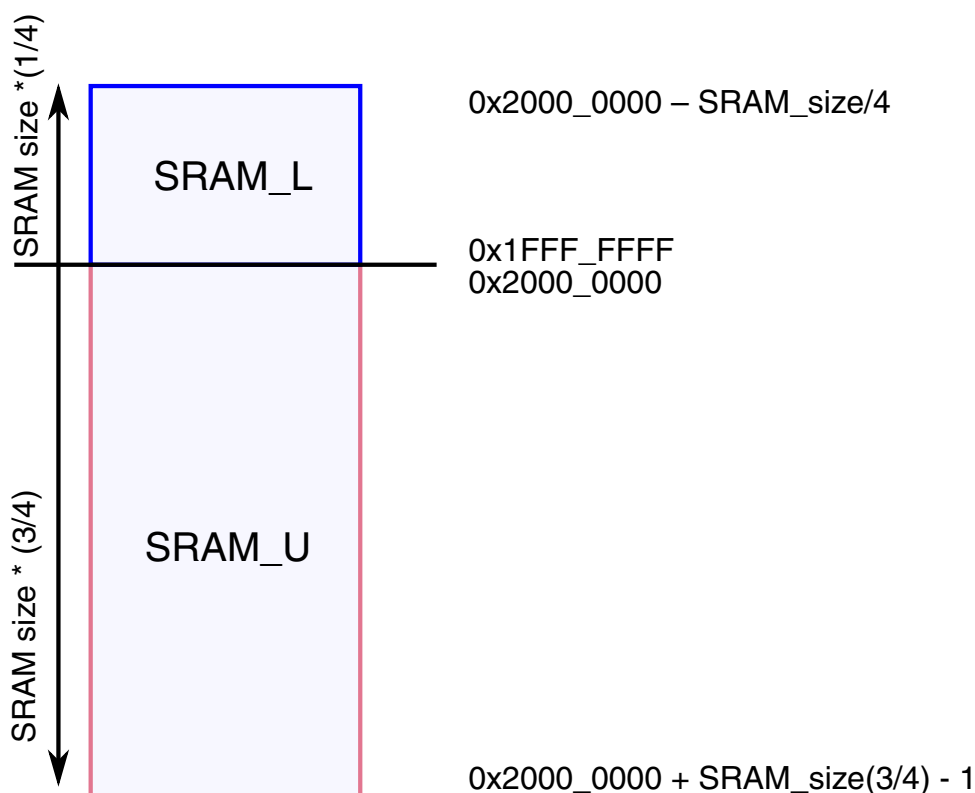 SRAM size *(1/4)
0x2000_0000 – SRAM_size/4
SRAM_L
0x1FFF_FFFF
0x2000_0000
SRAM size * (3/4)
SRAM_U
0x2000_0000 + SRAM_size(3/4) - 1